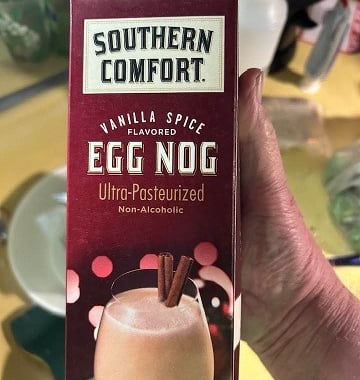 SOUTHERN
COMFORT.
VANILLA SPICE
FLAVORED
EGG NOG
Ultra-Pasteurized
Non-Alcoholic